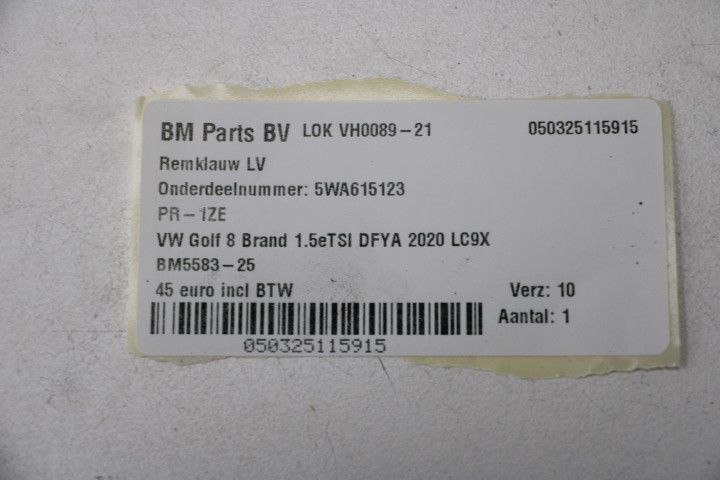 BM Parts BV LOK VH0089-21 050325115915
Remklauw LV
Onderdeelnummer: 5WA615123
PR-1ZE
VW Golf 8 Brand 1.5eTSI DFYA 2020 LC9X
BM5583-25
45 euro incl BTW Verz: 10
Aantal: 1
050325115915